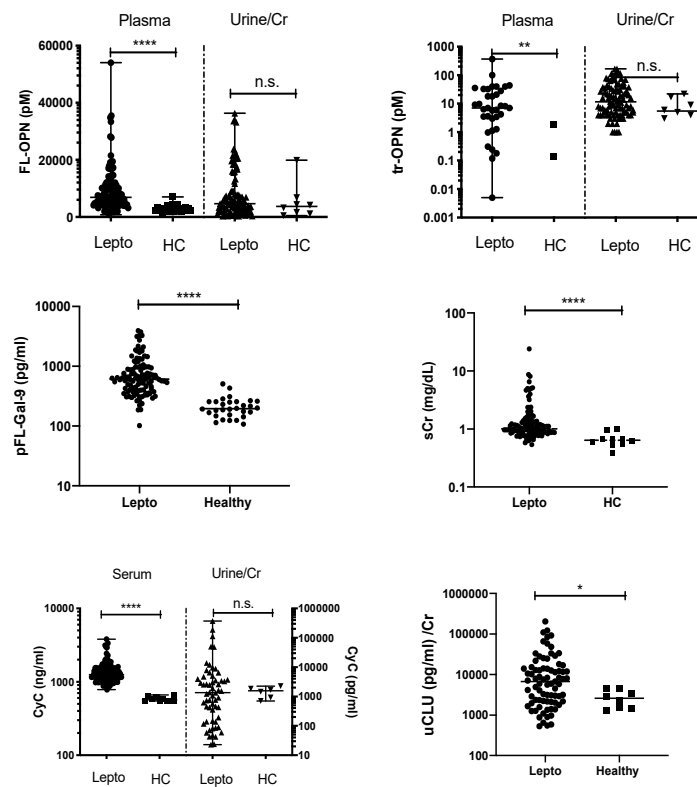 Plasma Urine/Cr
****
n.s.
60000
40000
20000
0
FL-OPN (pM)
Lepto HC Lepto HC
Plasma Urine/Cr
**
n.s.
1000
100
10
1
0.1
0.01
0.001
tr-OPN (pM)
Lepto HC Lepto HC
****
10000
1000
100
10
pFL-Gal-9 (pg/ml)
Lepto Healthy
****
100
10
1
0.1
sCr (mg/dL)
Lepto HC
Serum Urine/Cr
****
n.s.
10000
1000
100
CyC (ng/ml)
1000000
100000
10000
1000
100
10
CyC (pg/ml)
Lepto HC Lepto HC
*
1000000
100000
10000
1000
100
uCLU (pg/ml) /Cr
Lepto Healthy